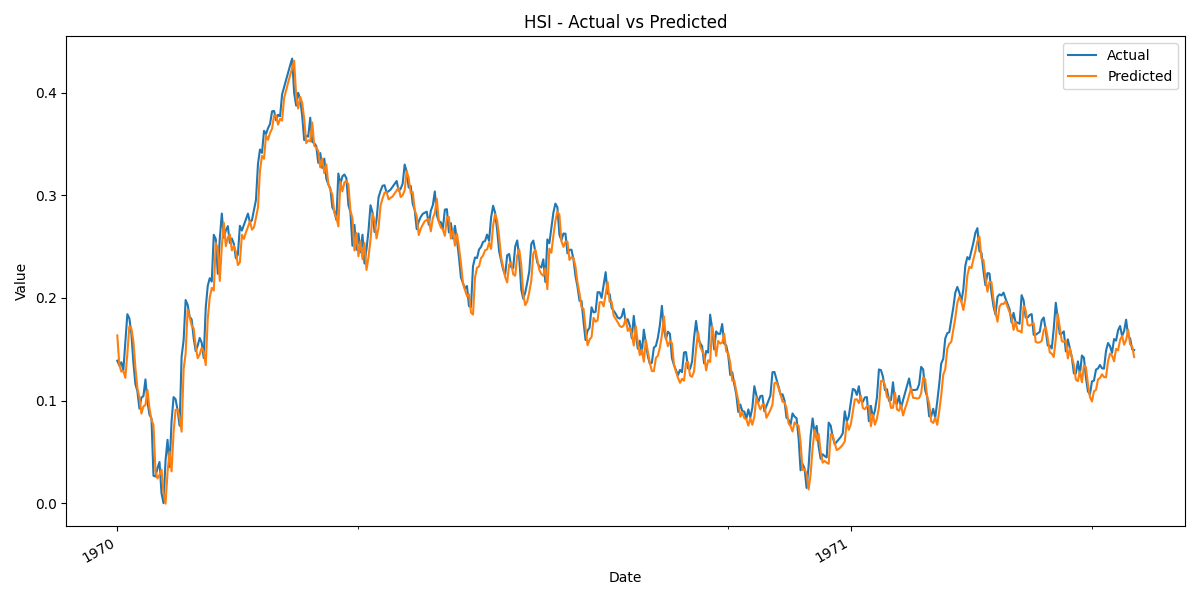 HSI - Actual vs Predicted
Actual
Predicted
0.4
0.3
0.2
0.1
0.0
Value
1970
1971
Date